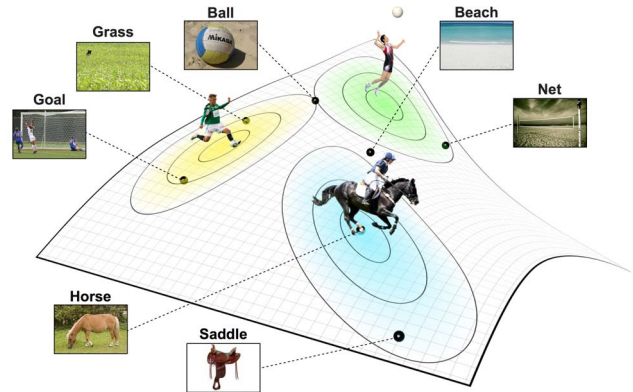 Ball
Beach
Grass
Goal
Net
MIKASA
Horse
Saddle